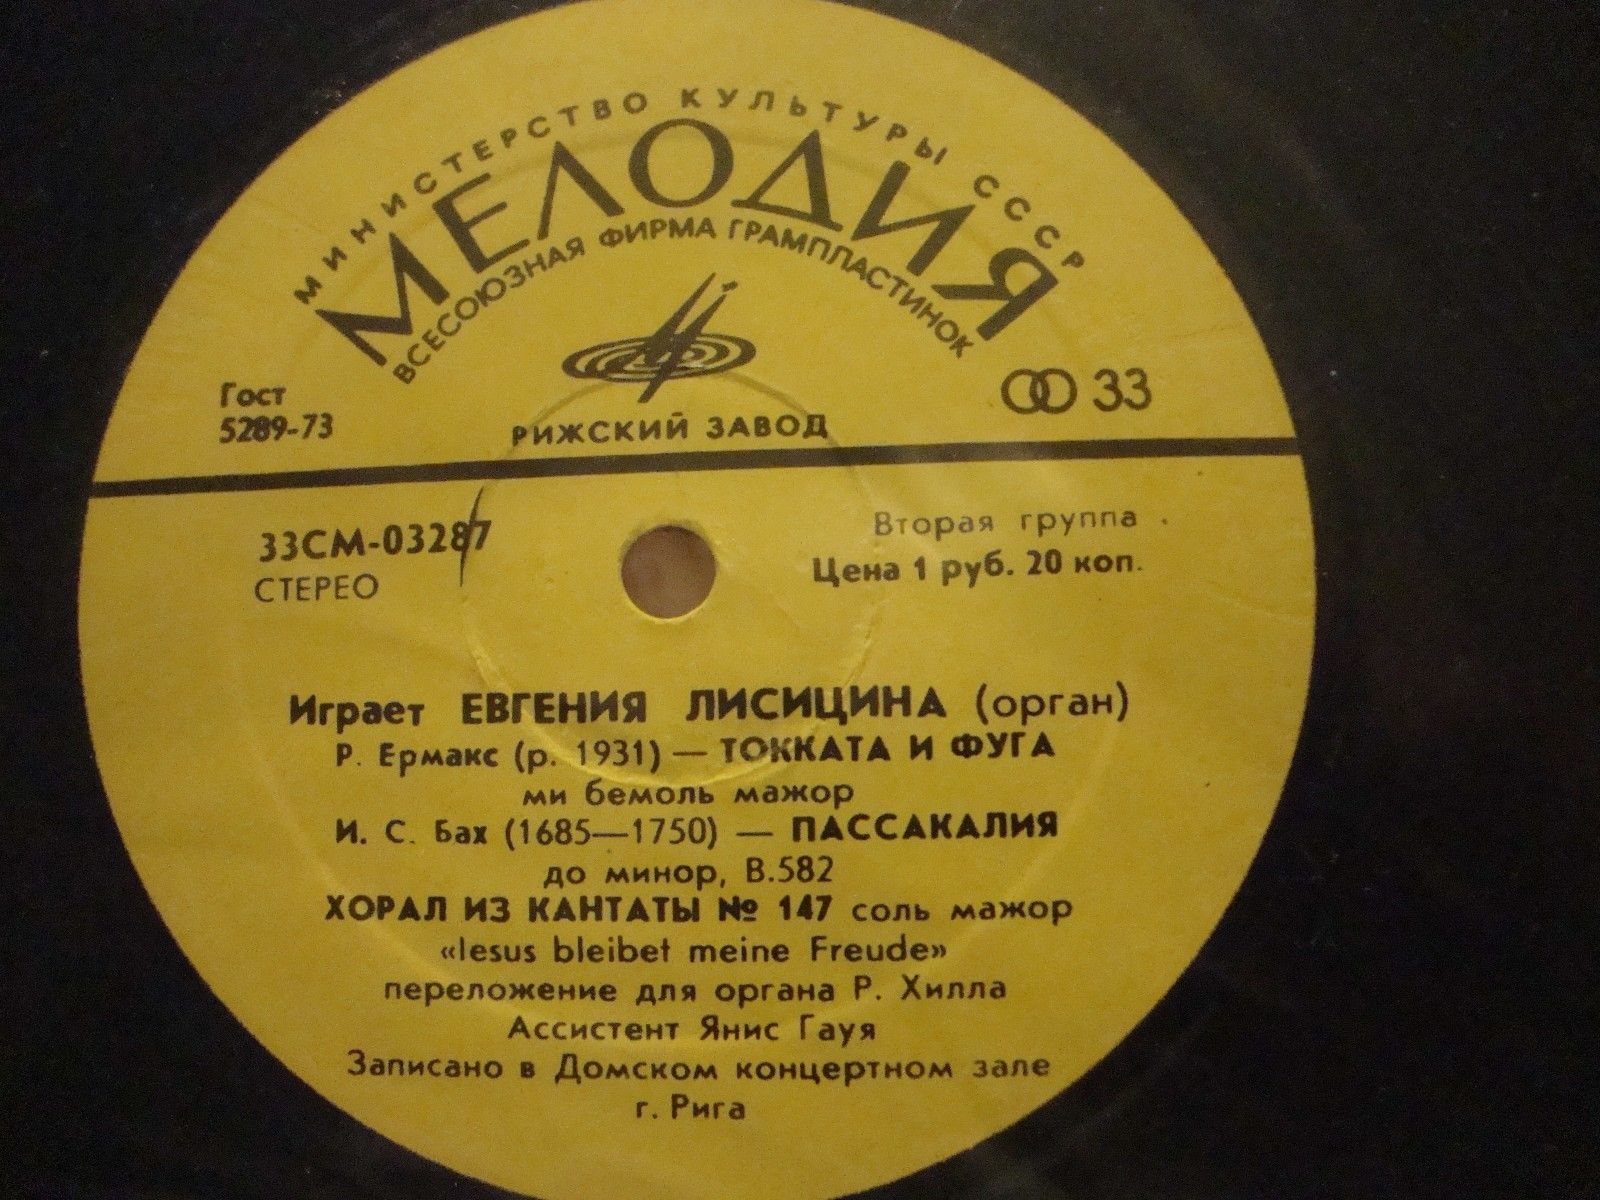 МИНИСТЕРСТВО КУЛЬТУРЫ СССР
МЕЛОДИЯ
ВСЕСОЮЗНАЯ ФИРМА ГРАМПЛАСТИНОК
Гост
5289-73
РИЖСКИЙ ЗАВОД
33
33СМ-03287
СТЕРЕО
Вторая группа
Цена 1 руб. 20 коп.
Играет ЕВГЕНИЯ ЛИСИЦИНА (орган)
Р. Ермакс (р. 1931) — ТОККАТА И ФУГА
ми бемоль мажор
И. С. Бах (1685—1750) — ПАССАКАЛИЯ
до минор, В.582
ХОРАЛ ИЗ КАНТАТЫ № 147 соль мажор
«Iesus bleibet meine Freude»
переложение для органа Р. Хилла
Ассистент Янис Гауя
Записано в Домском концертном зале
г. Рига